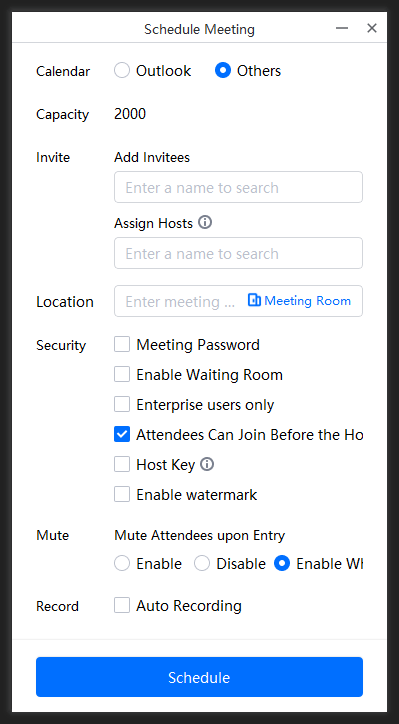 Schedule Meeting
Calendar Outlook Others
Capacity 2000
Invite Add Invitees
Enter a name to search
Assign Hosts
Enter a name to search
Location Enter meeting ... Meeting Room
Security Meeting Password
Enable Waiting Room
Enterprise users only
Attendees Can Join Before the Ho
Host Key
Enable watermark
Mute Mute Attendees upon Entry
Enable Disable Enable Wh
Record Auto Recording
Schedule